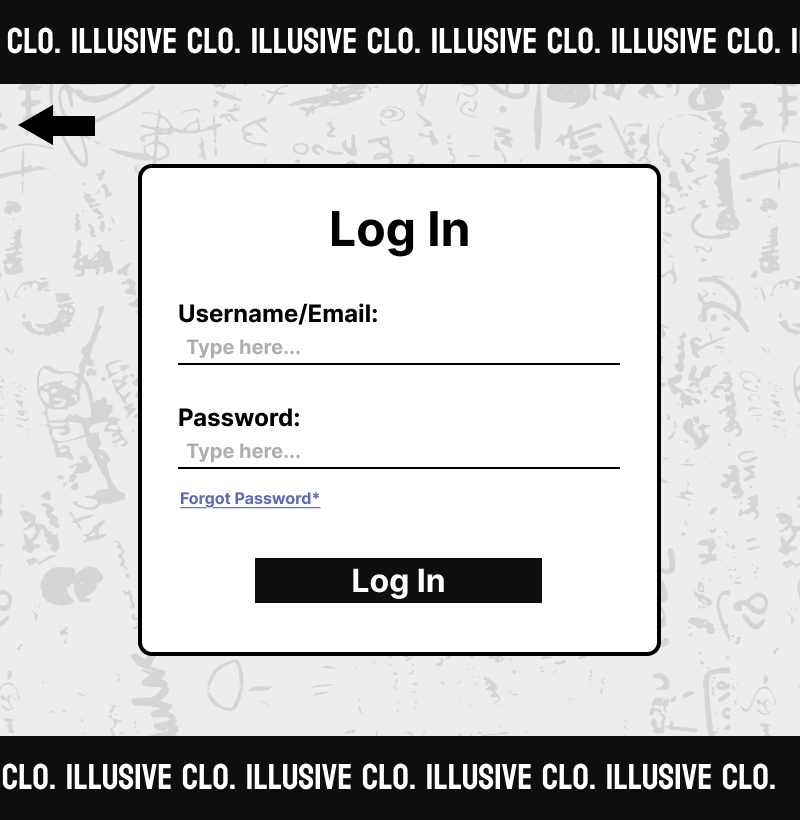 CLO. ILLUSIVE CLO. ILLUSIVE CLO. ILLUSIVE CLO. ILLUSIVE CLO.
Log In
Username/Email:
Type here...
Password:
Type here...
Forgot Password*
Log In
CLO. ILLUSIVE CLO. ILLUSIVE CLO. ILLUSIVE CLO. ILLUSIVE CLO.